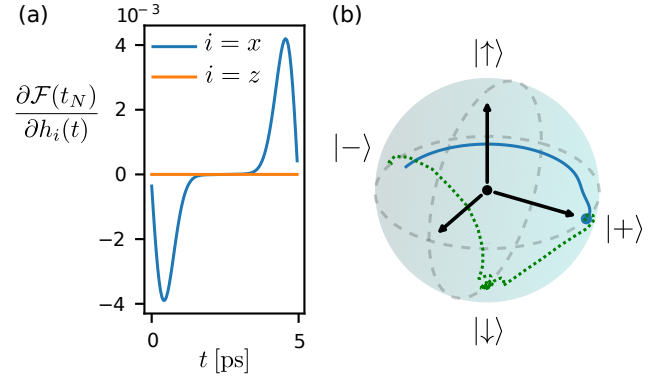 (a)
10⁻³
4
2
0
−2
−4
∂ℱ(t_N)
∂h_i(t)
i = x
i = z
0
5
t [ps]
(b)
|↑⟩
|−⟩
|+⟩
|↓⟩